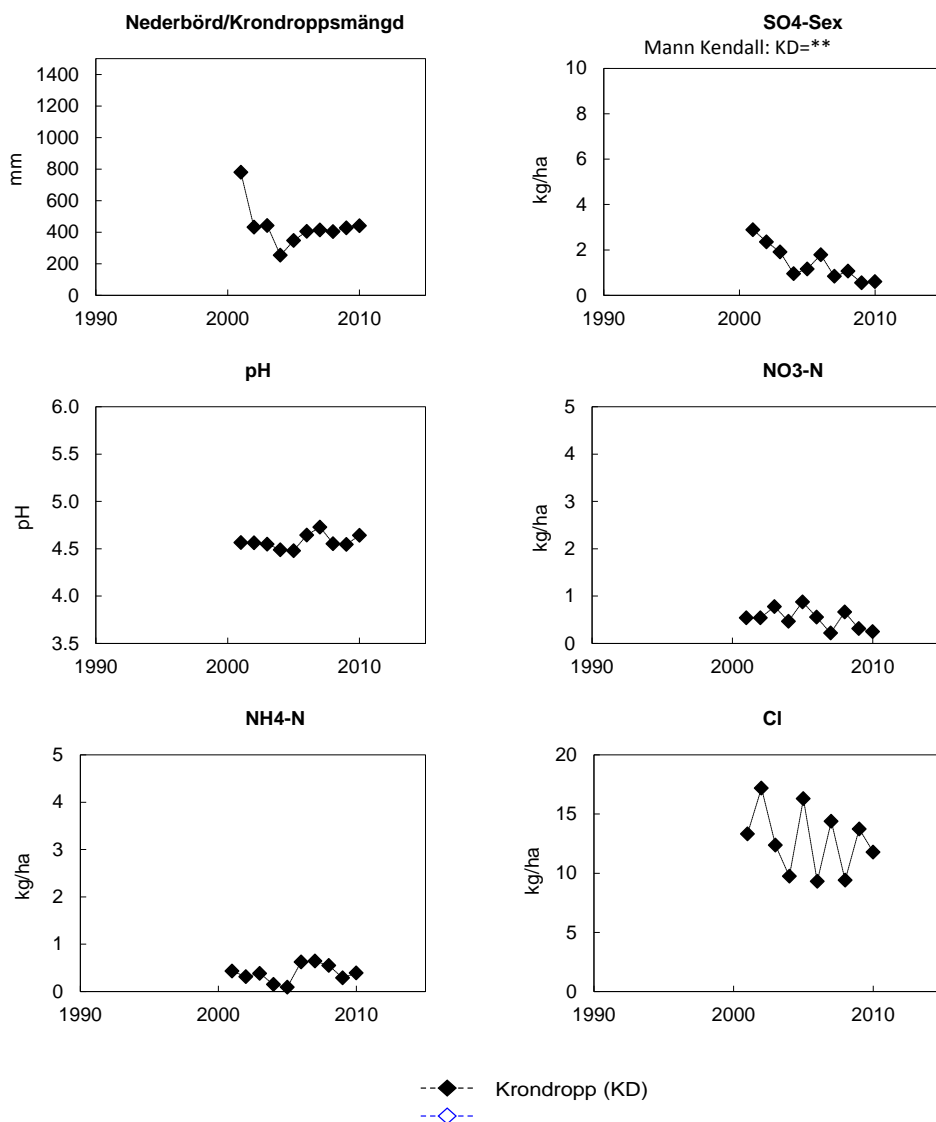 Nederbörd/Krondroppsmängd
1400
1200
1000
800
600
400
200
0
mm
1990 2000 2010
SO4-Sex
Mann Kendall: KD=**
10
8
6
4
2
0
kg/ha
1990 2000 2010
pH
6.0
5.5
5.0
4.5
4.0
3.5
pH
1990 2000 2010
NO3-N
5
4
3
2
1
0
kg/ha
1990 2000 2010
NH4-N
5
4
3
2
1
0
kg/ha
1980 1990 2000 2010
Cl
20
15
10
5
0
kg/ha
1990 2000 2010
Krondropp (KD)